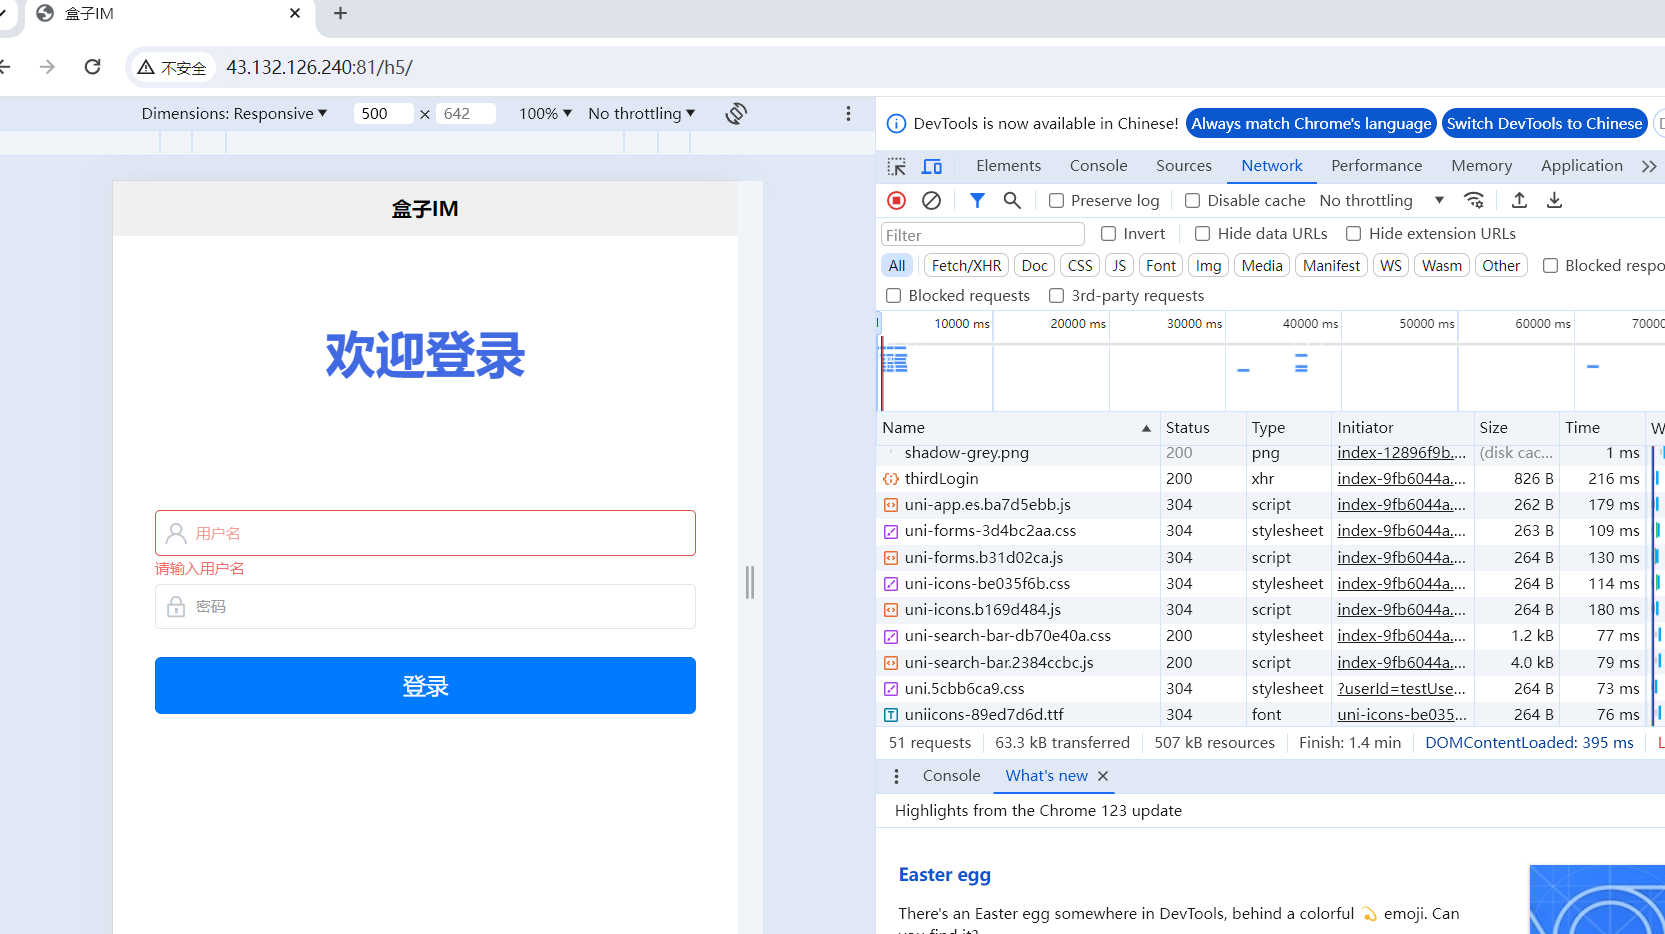 盒子IM
不安全 43.132.126.240:81/h5/
Dimensions: Responsive ▼ 500 × 642 100% ▼ No throttling ▼
盒子IM
欢迎登录
用户名
请输入用户名
密码
登录
DevTools is now available in Chinese! Always match Chrome's language Switch DevTools to Chinese
Elements Console Sources Network Performance Memory Application
Preserve log Disable cache No throttling ▼
Filter Invert Hide data URLs Hide extension URLs
All Fetch/XHR Doc CSS JS Font Img Media Manifest WS Wasm Other Blocked respo
Blocked requests 3rd-party requests
10000 ms 20000 ms 30000 ms 40000 ms 50000 ms 60000 ms 70000
Name Status Type Initiator Size Time W
shadow-grey.png 200 png index-12896f9b.... (disk cac... 1 ms
thirdLogin 200 xhr index-9fb6044a.... 826 B 216 ms
uni-app.es.ba7d5ebb.js 304 script index-9fb6044a.... 262 B 179 ms
uni-forms-3d4bc2aa.css 304 stylesheet index-9fb6044a.... 263 B 109 ms
uni-forms.b31d02ca.js 304 script index-9fb6044a.... 264 B 130 ms
uni-icons-be035f6b.css 304 stylesheet index-9fb6044a.... 264 B 114 ms
uni-icons.b169d484.js 304 script index-9fb6044a.... 264 B 180 ms
uni-search-bar-db70e40a.css 200 stylesheet index-9fb6044a.... 1.2 kB 77 ms
uni-search-bar.2384ccbc.js 200 script index-9fb6044a.... 4.0 kB 79 ms
uni.5cbb6ca9.css 304 stylesheet ?userId=testUse... 264 B 73 ms
uniicons-89ed7d6d.ttf 304 font uni-icons-be035... 264 B 76 ms
51 requests 63.3 kB transferred 507 kB resources Finish: 1.4 min DOMContentLoaded: 395 ms L
Console What's new
Highlights from the Chrome 123 update
Easter egg
There's an Easter egg somewhere in DevTools, behind a colorful 💫 emoji. Can
you find it?